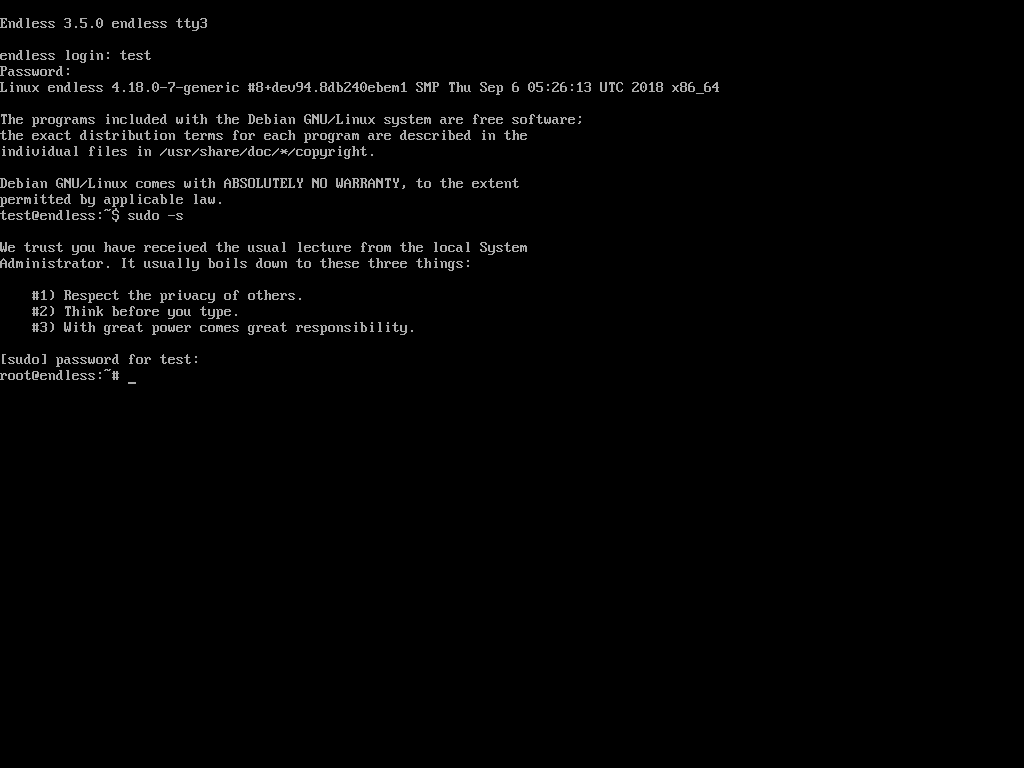 Endless 3.5.0 endless tty3
endless login: test
Password:
Linux endless 4.18.0-7-generic #8+dev94.8db240ebem1 SMP Thu Sep 6 05:26:13 UTC 2018 x86_64
The programs included with the Debian GNU/Linux system are free software;
the exact distribution terms for each program are described in the
individual files in /usr/share/doc/*/copyright.
Debian GNU/Linux comes with ABSOLUTELY NO WARRANTY, to the extent
permitted by applicable law.
test@endless:~$ sudo -s
We trust you have received the usual lecture from the local System
Administrator. It usually boils down to these three things:
#1) Respect the privacy of others.
#2) Think before you type.
#3) With great power comes great responsibility.
[sudo] password for test:
root@endless:~# _